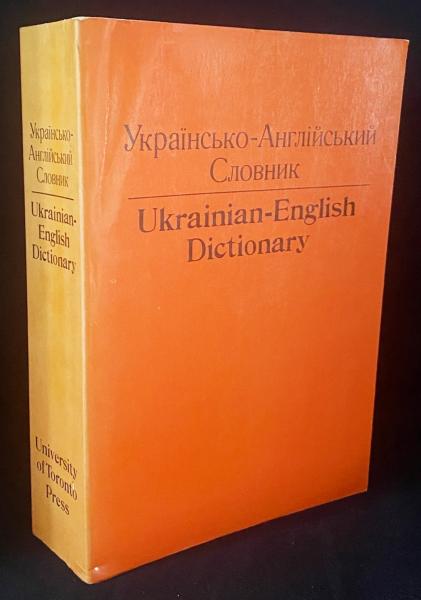 Українсько-
Англійський
Словник
Ukrainian-
English
Dictionary
University
of Toronto
Press
Українсько-Англійський
Словник
Ukrainian-English
Dictionary